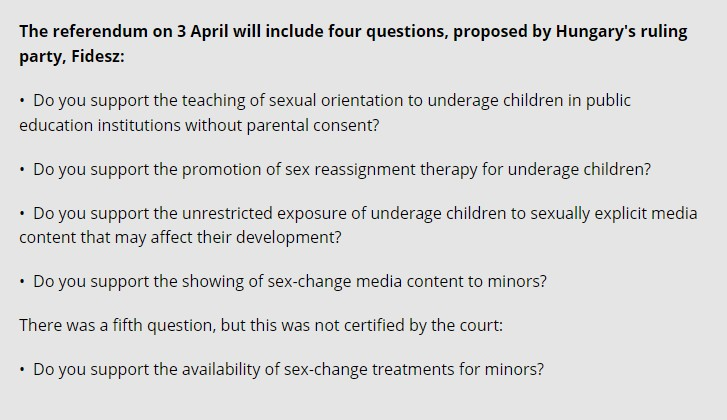 The referendum on 3 April will include four questions, proposed by Hungary's ruling
party, Fidesz:
• Do you support the teaching of sexual orientation to underage children in public
education institutions without parental consent?
• Do you support the promotion of sex reassignment therapy for underage children?
• Do you support the unrestricted exposure of underage children to sexually explicit media
content that may affect their development?
• Do you support the showing of sex-change media content to minors?
There was a fifth question, but this was not certified by the court:
• Do you support the availability of sex-change treatments for minors?